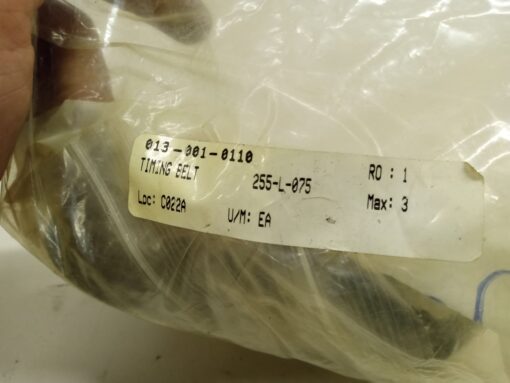 013-001-0110
TIMING BELT 255-L-075 RO: 1
Loc: C022A U/M: EA Max: 3